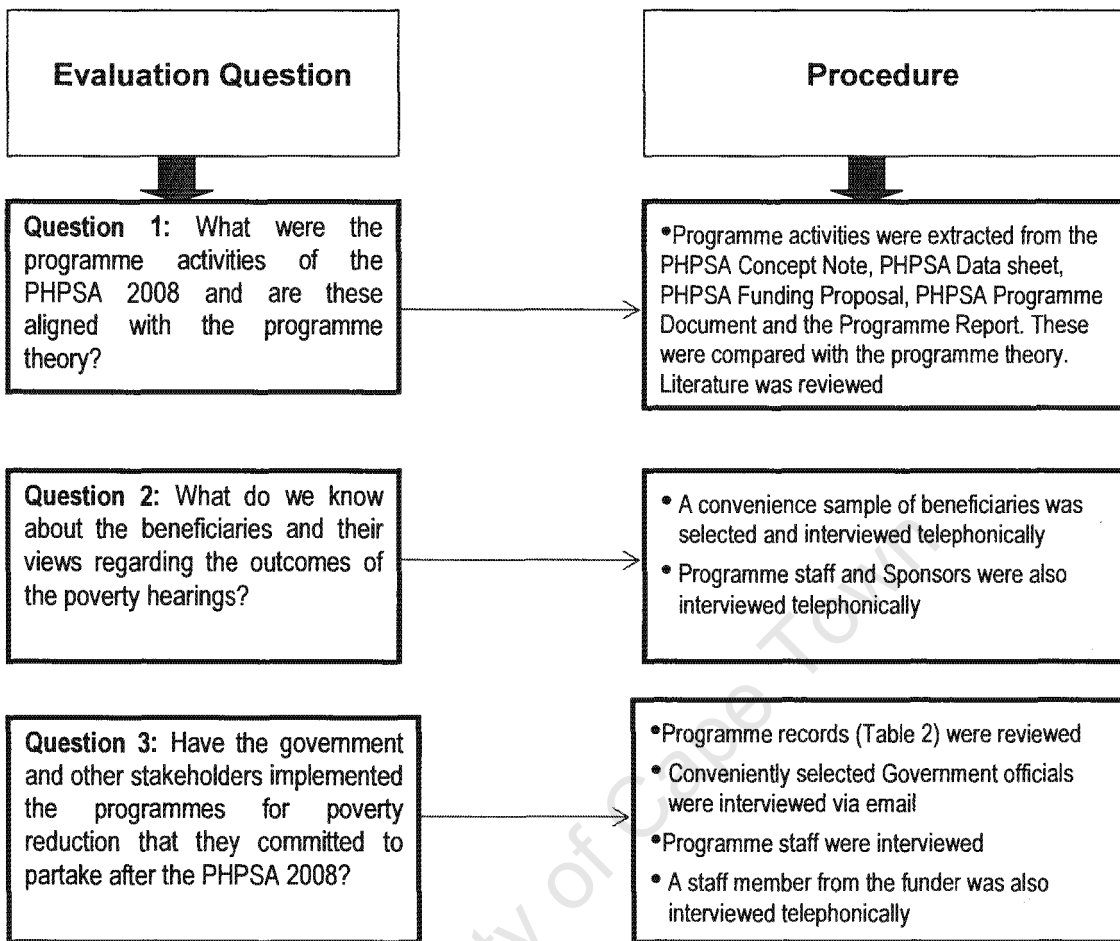 Evaluation Question
Procedure
Question 1: What were the
programme activities of the
PHPSA 2008 and are these
aligned with the programme
theory?
•Programme activities were extracted from the
PHPSA Concept Note, PHPSA Data sheet,
PHPSA Funding Proposal, PHPSA Programme
Document and the Programme Report. These
were compared with the programme theory.
Literature was reviewed
Question 2: What do we know
about the beneficiaries and their
views regarding the outcomes of
the poverty hearings?
• A convenience sample of beneficiaries was
selected and interviewed telephonically
• Programme staff and Sponsors were also
interviewed telephonically
Question 3: Have the government
and other stakeholders implemented
the programmes for poverty
reduction that they committed to
partake after the PHPSA 2008?
•Programme records (Table 2) were reviewed
• Conveniently selected Government officials
were interviewed via email
•Programme staff were interviewed
• A staff member from the funder was also
interviewed telephonically
of Cape Town